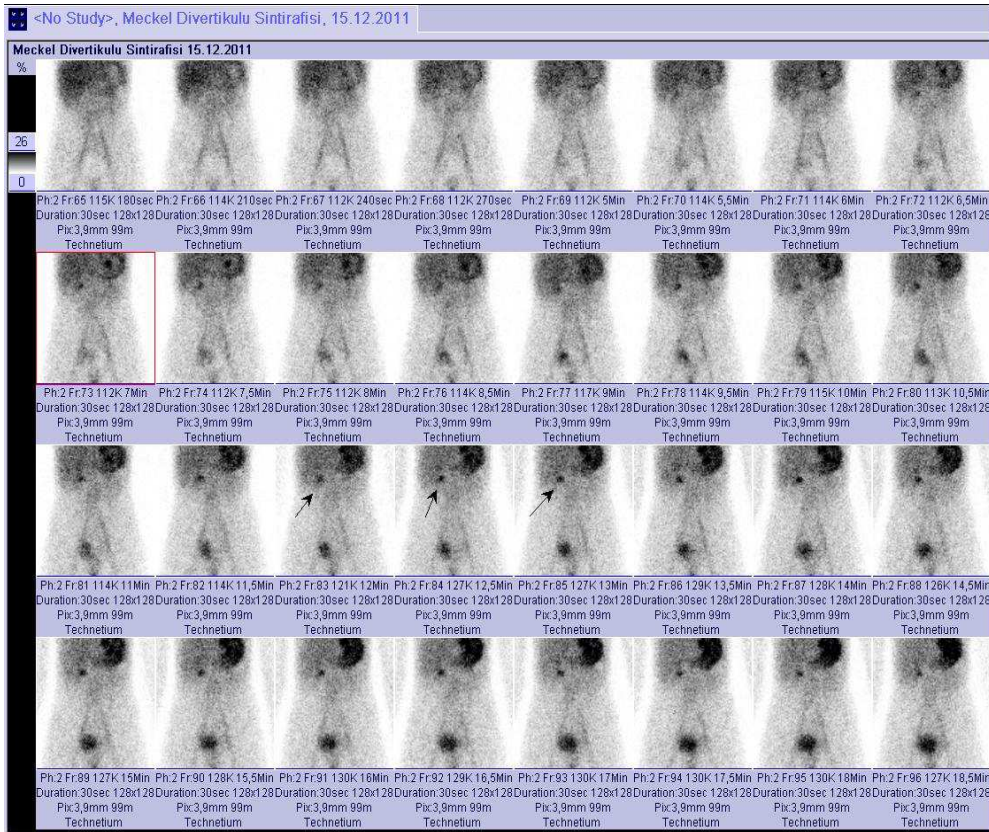 <No Study>, Meckel Divertikulu Sintirafisi, 15.12.2011
Meckel Divertikulu Sintirafisi 15.12.2011
%
26
0
Ph:2 Fr:65 115K 180sec Ph:2 Fr:66 114K 210sec Ph:2 Fr:67 112K 240sec Ph:2 Fr:68 112K 270sec Ph:2 Fr:69 112K 5Min Ph:2 Fr:70 114K 5,5Min Ph:2 Fr:71 114K 6Min Ph:2 Fr:72 112K 6,5Min
Duration:30sec 128x128 Duration:30sec 128x128 Duration:30sec 128x128 Duration:30sec 128x128 Duration:30sec 128x128 Duration:30sec 128x128 Duration:30sec 128x128 Duration:30sec 128x128
Pix:3,9mm 99m Pix:3,9mm 99m Pix:3,9mm 99m Pix:3,9mm 99m Pix:3,9mm 99m Pix:3,9mm 99m Pix:3,9mm 99m Pix:3,9mm 99m
Technetium Technetium Technetium Technetium Technetium Technetium Technetium Technetium
Ph:2 Fr:73 112K 7Min Ph:2 Fr:74 112K 7,5Min Ph:2 Fr:75 112K 8Min Ph:2 Fr:76 114K 8,5Min Ph:2 Fr:77 117K 9Min Ph:2 Fr:78 114K 9,5Min Ph:2 Fr:79 115K 10Min Ph:2 Fr:80 113K 10,5Min
Duration:30sec 128x128 Duration:30sec 128x128 Duration:30sec 128x128 Duration:30sec 128x128 Duration:30sec 128x128 Duration:30sec 128x128 Duration:30sec 128x128 Duration:30sec 128x128
Pix:3,9mm 99m Pix:3,9mm 99m Pix:3,9mm 99m Pix:3,9mm 99m Pix:3,9mm 99m Pix:3,9mm 99m Pix:3,9mm 99m Pix:3,9mm 99m
Technetium Technetium Technetium Technetium Technetium Technetium Technetium Technetium
Ph:2 Fr:81 114K 11Min Ph:2 Fr:82 114K 11,5Min Ph:2 Fr:83 121K 12Min Ph:2 Fr:84 127K 12,5Min Ph:2 Fr:85 127K 13Min Ph:2 Fr:86 129K 13,5Min Ph:2 Fr:87 128K 14Min Ph:2 Fr:88 126K 14,5Min
Duration:30sec 128x128 Duration:30sec 128x128 Duration:30sec 128x128 Duration:30sec 128x128 Duration:30sec 128x128 Duration:30sec 128x128 Duration:30sec 128x128 Duration:30sec 128x128
Pix:3,9mm 99m Pix:3,9mm 99m Pix:3,9mm 99m Pix:3,9mm 99m Pix:3,9mm 99m Pix:3,9mm 99m Pix:3,9mm 99m Pix:3,9mm 99m
Technetium Technetium Technetium Technetium Technetium Technetium Technetium Technetium
Ph:2 Fr:89 127K 15Min Ph:2 Fr:90 128K 15,5Min Ph:2 Fr:91 130K 16Min Ph:2 Fr:92 129K 16,5Min Ph:2 Fr:93 130K 17Min Ph:2 Fr:94 130K 17,5Min Ph:2 Fr:95 130K 18Min Ph:2 Fr:96 127K 18,5Min
Duration:30sec 128x128 Duration:30sec 128x128 Duration:30sec 128x128 Duration:30sec 128x128 Duration:30sec 128x128 Duration:30sec 128x128 Duration:30sec 128x128 Duration:30sec 128x128
Pix:3,9mm 99m Pix:3,9mm 99m Pix:3,9mm 99m Pix:3,9mm 99m Pix:3,9mm 99m Pix:3,9mm 99m Pix:3,9mm 99m Pix:3,9mm 99m
Technetium Technetium Technetium Technetium Technetium Technetium Technetium Technetium